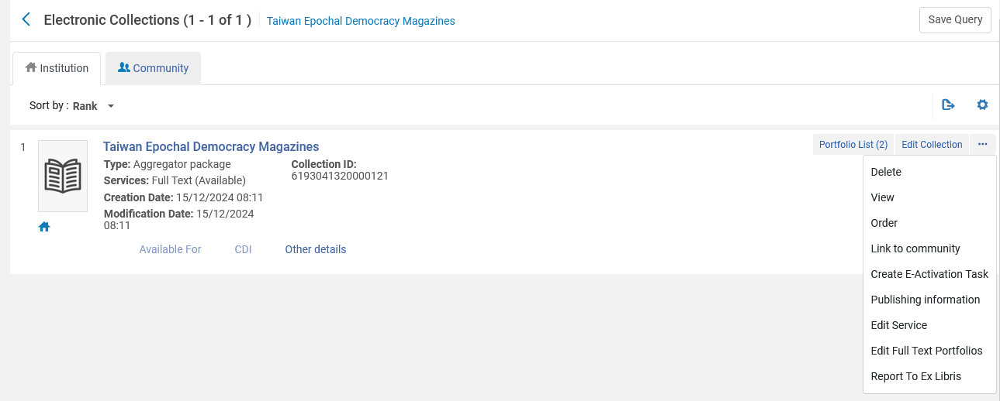 Electronic Collections (1 - 1 of 1 ) Taiwan Epochal Democracy Magazines Save Query
Institution Community
Sort by : Rank
1 Taiwan Epochal Democracy Magazines Portfolio List (2) Edit Collection ···
Type: Aggregator package
Services: Full Text (Available)
Creation Date: 15/12/2024 08:11
Modification Date: 15/12/2024
08:11
Collection ID:
6193041320000121
Available For CDI Other details
Delete
View
Order
Link to community
Create E-Activation Task
Publishing information
Edit Service
Edit Full Text Portfolios
Report To Ex Libris